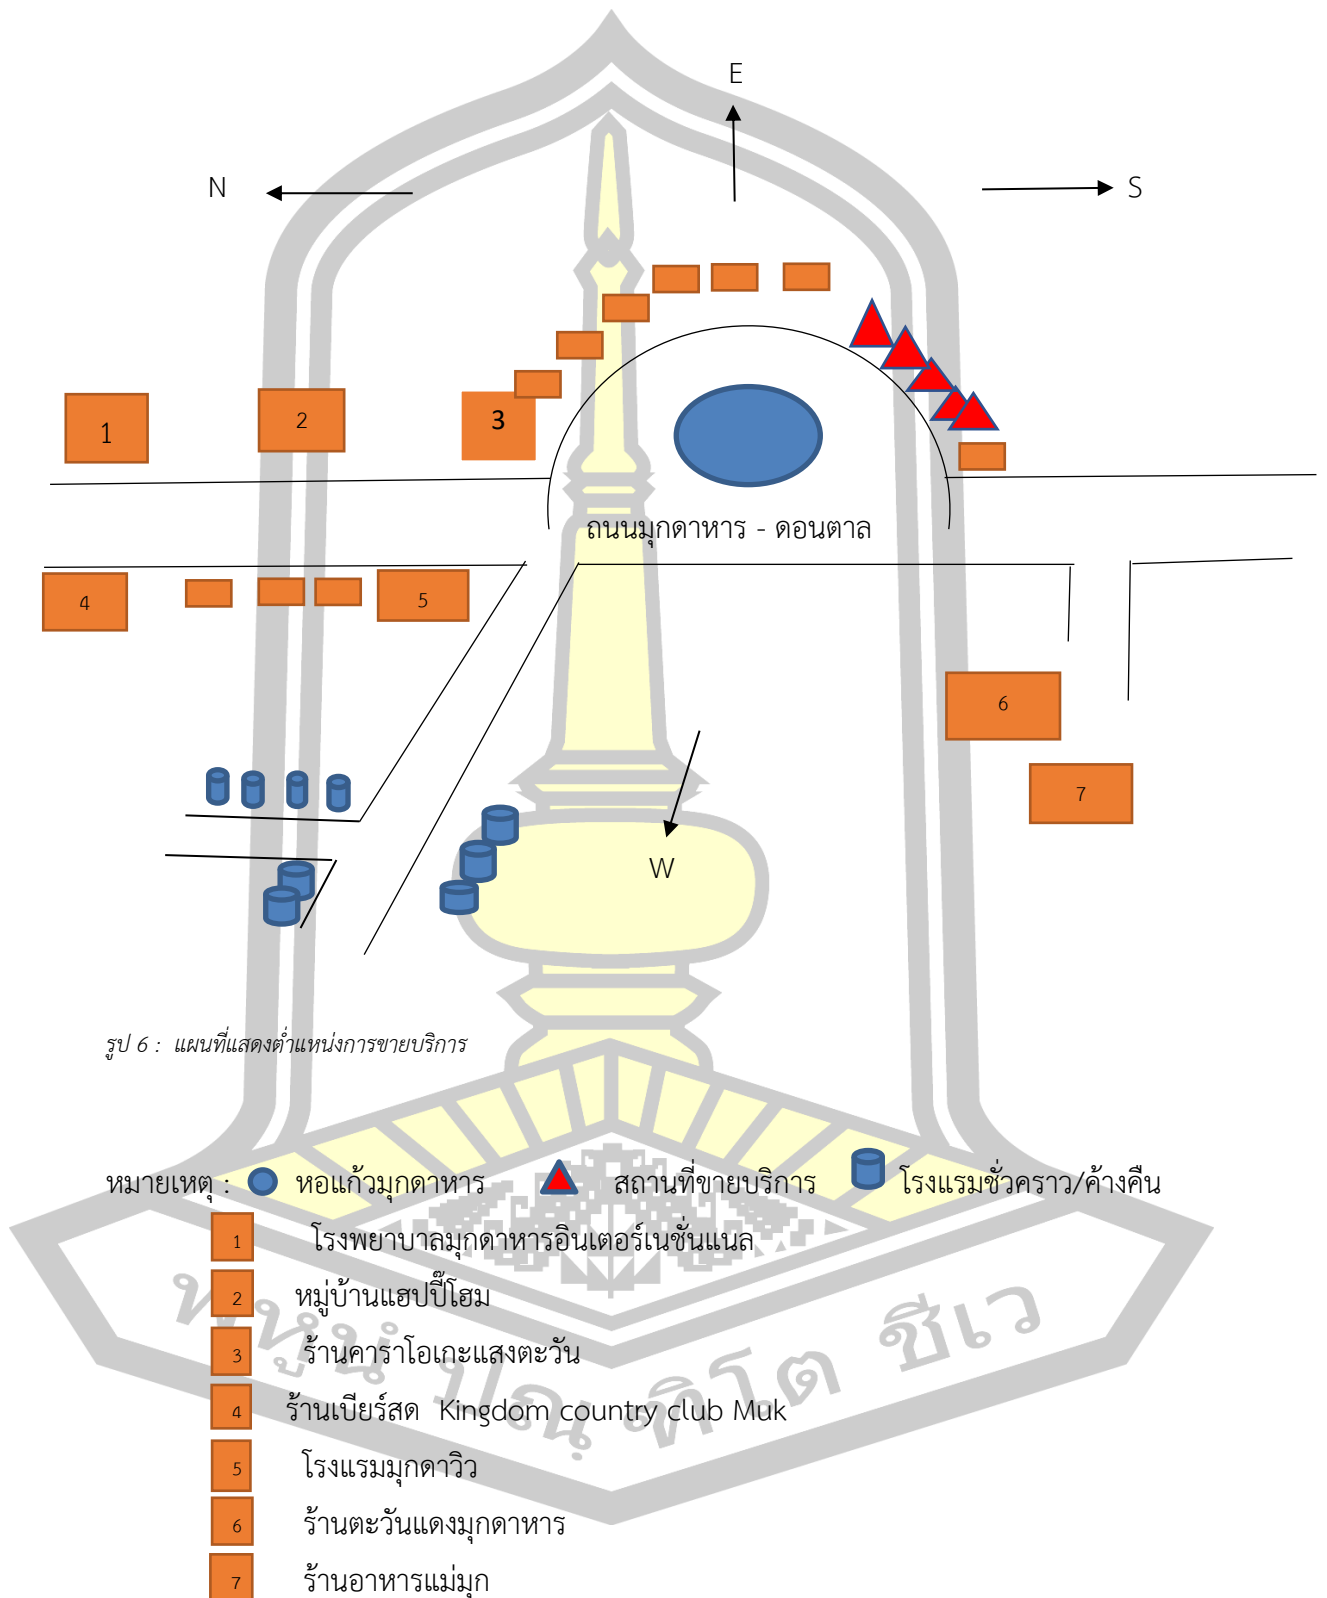 E
N
S
1
2
3
ถนนมุกดาหาร - ดอนตาล
4
5
6
7
W
รูป 6 : แผนที่แสดงตำแหน่งการขายบริการ
หมายเหตุ : หอแก้วมุกดาหาร สถานที่ขายบริการ โรงแรมชั่วคราว/ค้างคืน
1 โรงพยาบาลมุกดาหารอินเตอร์เนชั่นแนล
2 หมู่บ้านแฮปปี้โฮม
3 ร้านคาราโอเกะแสงตะวัน
4 ร้านเบียร์สด Kingdom country club Muk
5 โรงแรมมุกดาวิว
6 ร้านตะวันแดงมุกดาหาร
7 ร้านอาหารแม่มุก
พหูนํ ปณฺฑิโต ชีเว